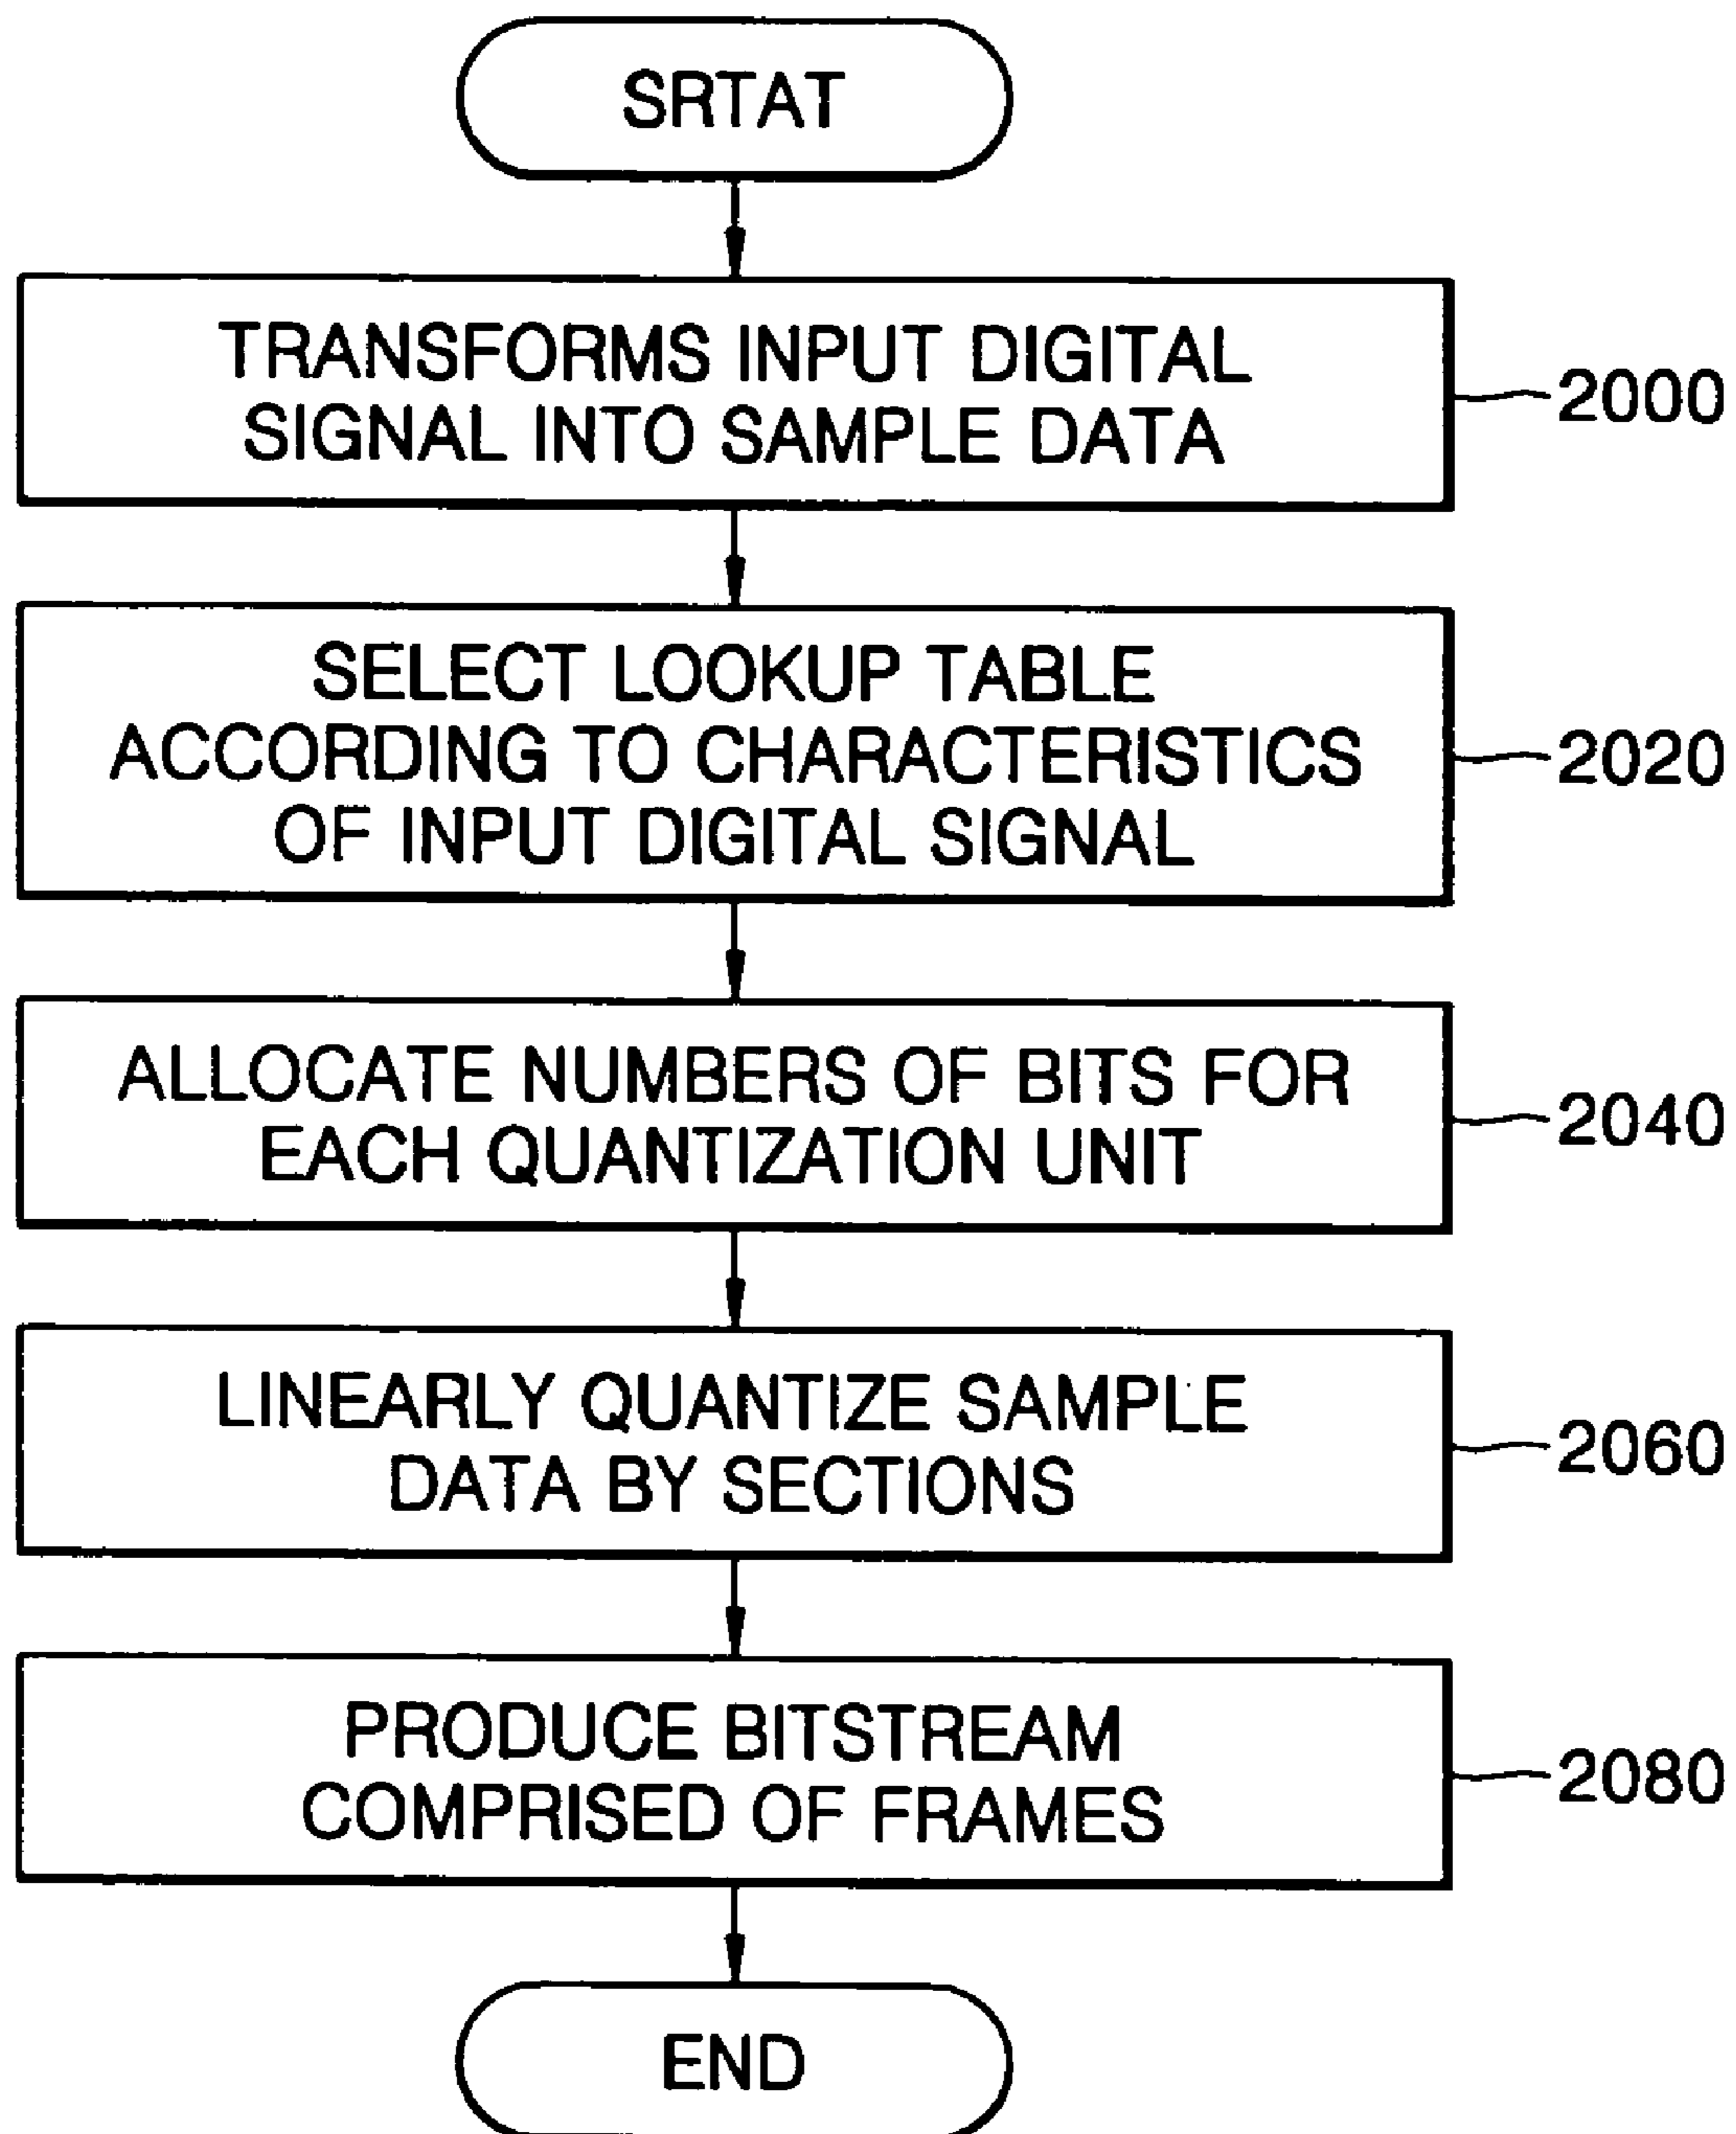 SRTAT
TRANSFORMS INPUT DIGITAL
SIGNAL INTO SAMPLE DATA
2000
SELECT LOOKUP TABLE
ACCORDING TO CHARACTERISTICS
OF INPUT DIGITAL SIGNAL
2020
ALLOCATE NUMBERS OF BITS FOR
EACH QUANTIZATION UNIT
2040
LINEARLY QUANTIZE SAMPLE
DATA BY SECTIONS
2060
PRODUCE BITSTREAM
COMPRISED OF FRAMES
2080
END